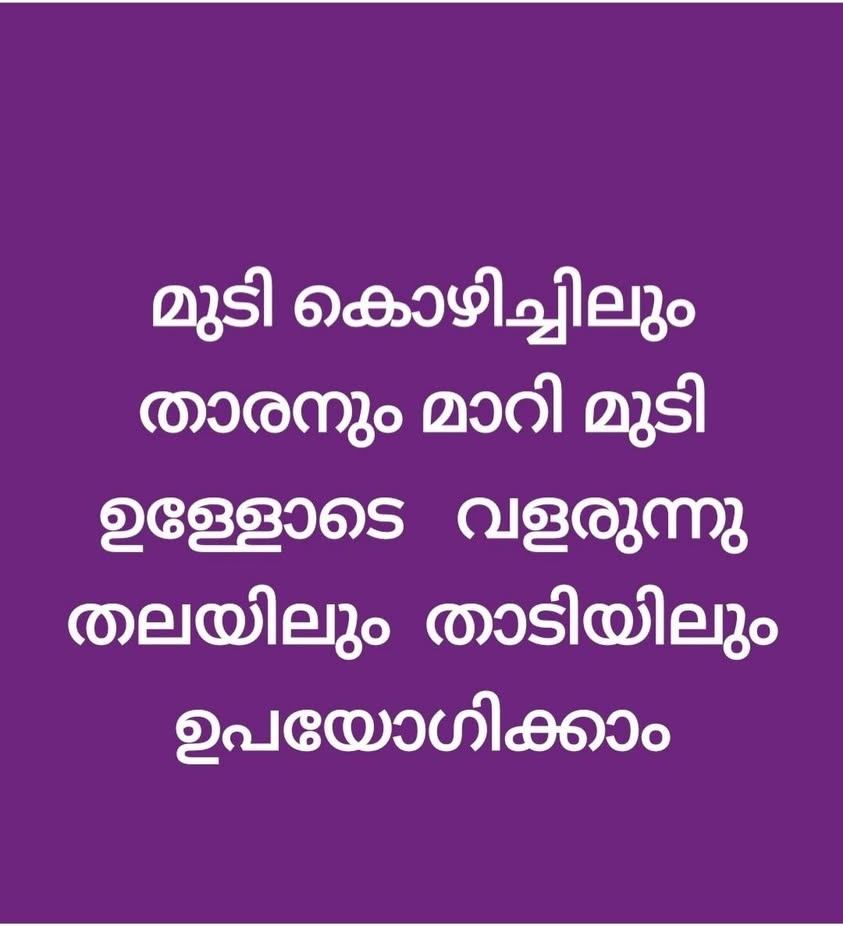 മുടി കൊഴിച്ചിലും
താരനും മാറി മുടി
ഉള്ളോടെ വളരുന്നു
തലയിലും താടിയിലും
ഉപയോഗിക്കാം